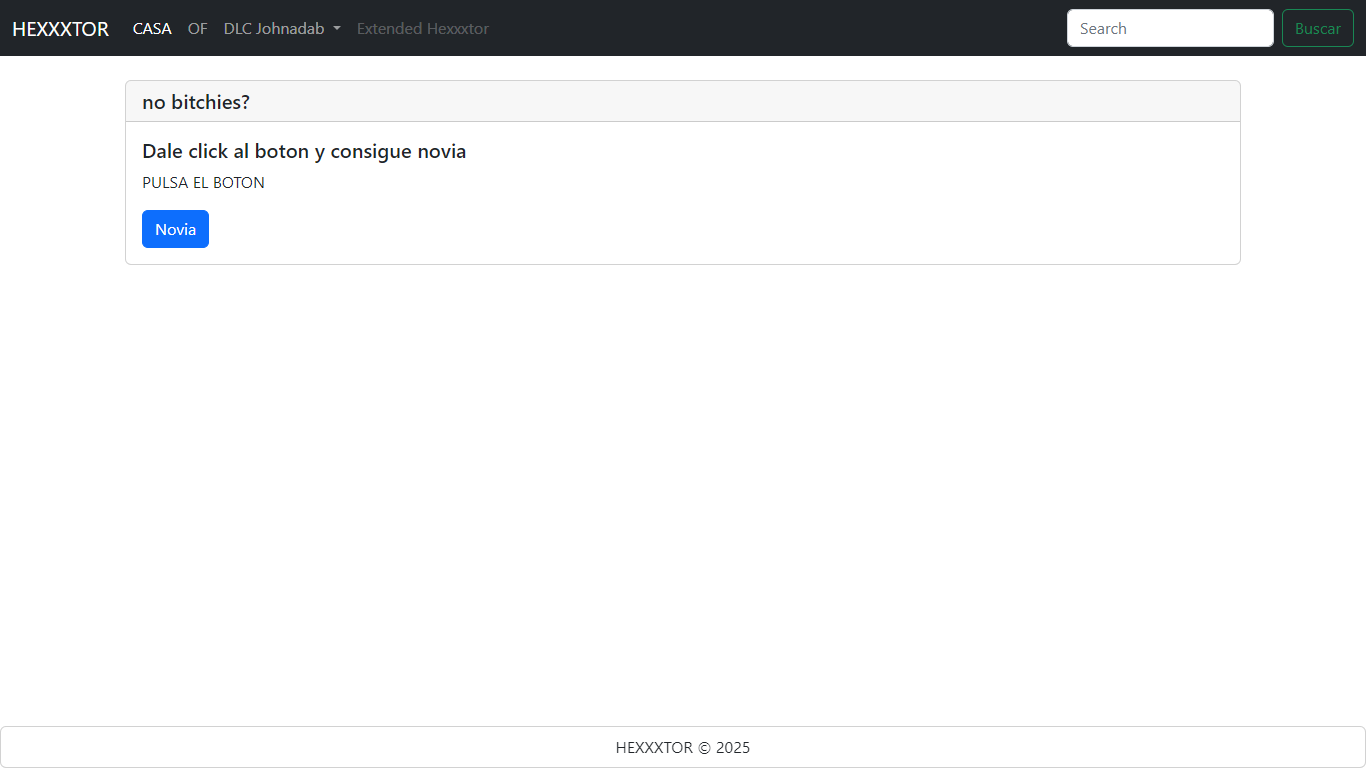 HEXXXTOR CASA OF DLC Johnadab Extended Hexxxtor Search Buscar
no bitchies?
Dale click al boton y consigue novia
PULSA EL BOTON
Novia
HEXXXTOR © 2025